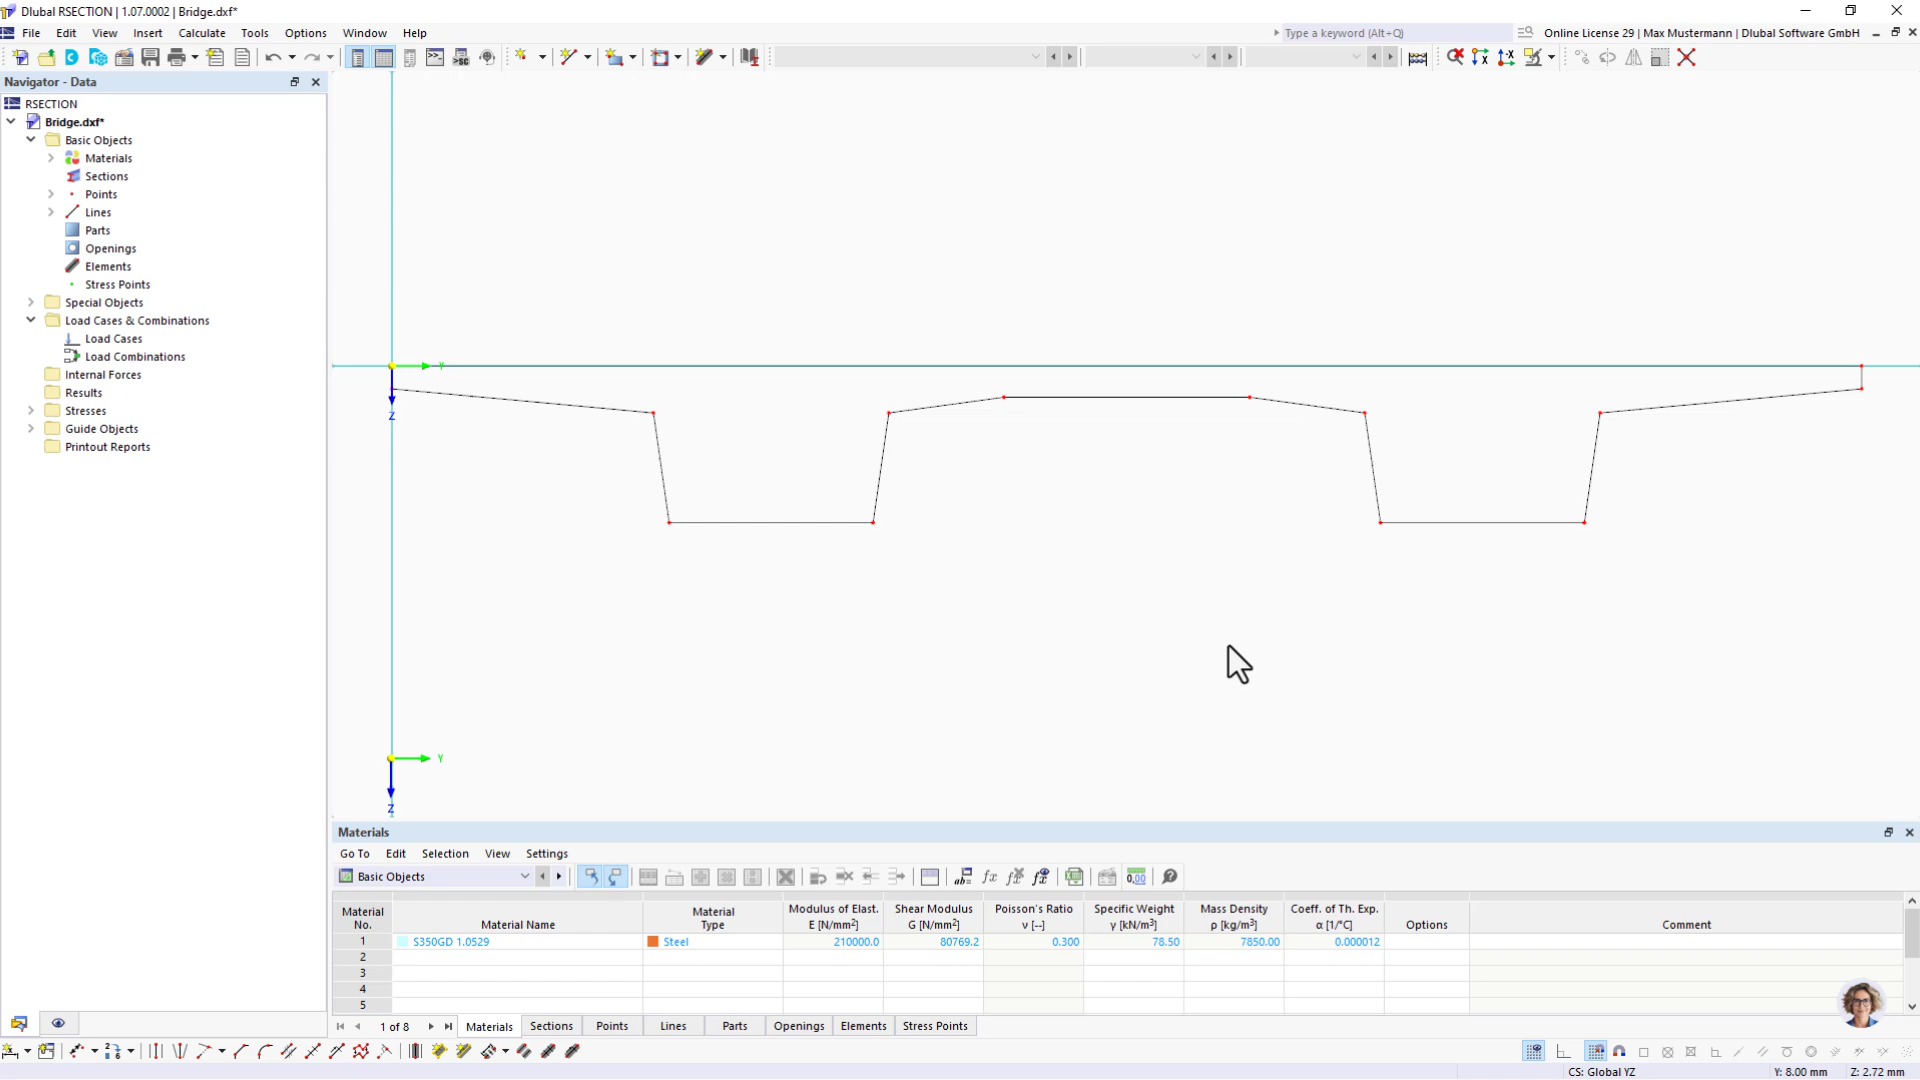 Dlubal RSECTION | 1.07.0002 | Bridge.dxf*
File Edit View Insert Calculate Tools Options Window Help
Type a keyword (Alt+Q)
Online License 29 | Max Mustermann | Dlubal Software GmbH
Navigator - Data
RSECTION
Bridge.dxf*
Basic Objects
Materials
Sections
Points
Lines
Parts
Openings
Elements
Stress Points
Special Objects
Load Cases & Combinations
Load Cases
Load Combinations
Internal Forces
Results
Stresses
Guide Objects
Printout Reports
Y
Z
Y
Z
Materials
Go To Edit Selection View Settings
Basic Objects
Material No.
Material Name
Material Type
Modulus of Elast. E [N/mm²]
Shear Modulus G [N/mm²]
Poisson's Ratio ν [--]
Specific Weight γ [kN/m³]
Mass Density ρ [kg/m³]
Coeff. of Th. Exp. α [1/°C]
Options
Comment
1 S350GD 1.0529 Steel 210000.0 80769.2 0.300 78.50 7850.00 0.000012
2
3
4
5
1 of 8 Materials Sections Points Lines Parts Openings Elements Stress Points
CS: Global YZ Y: 8.00 mm Z: 2.72 mm